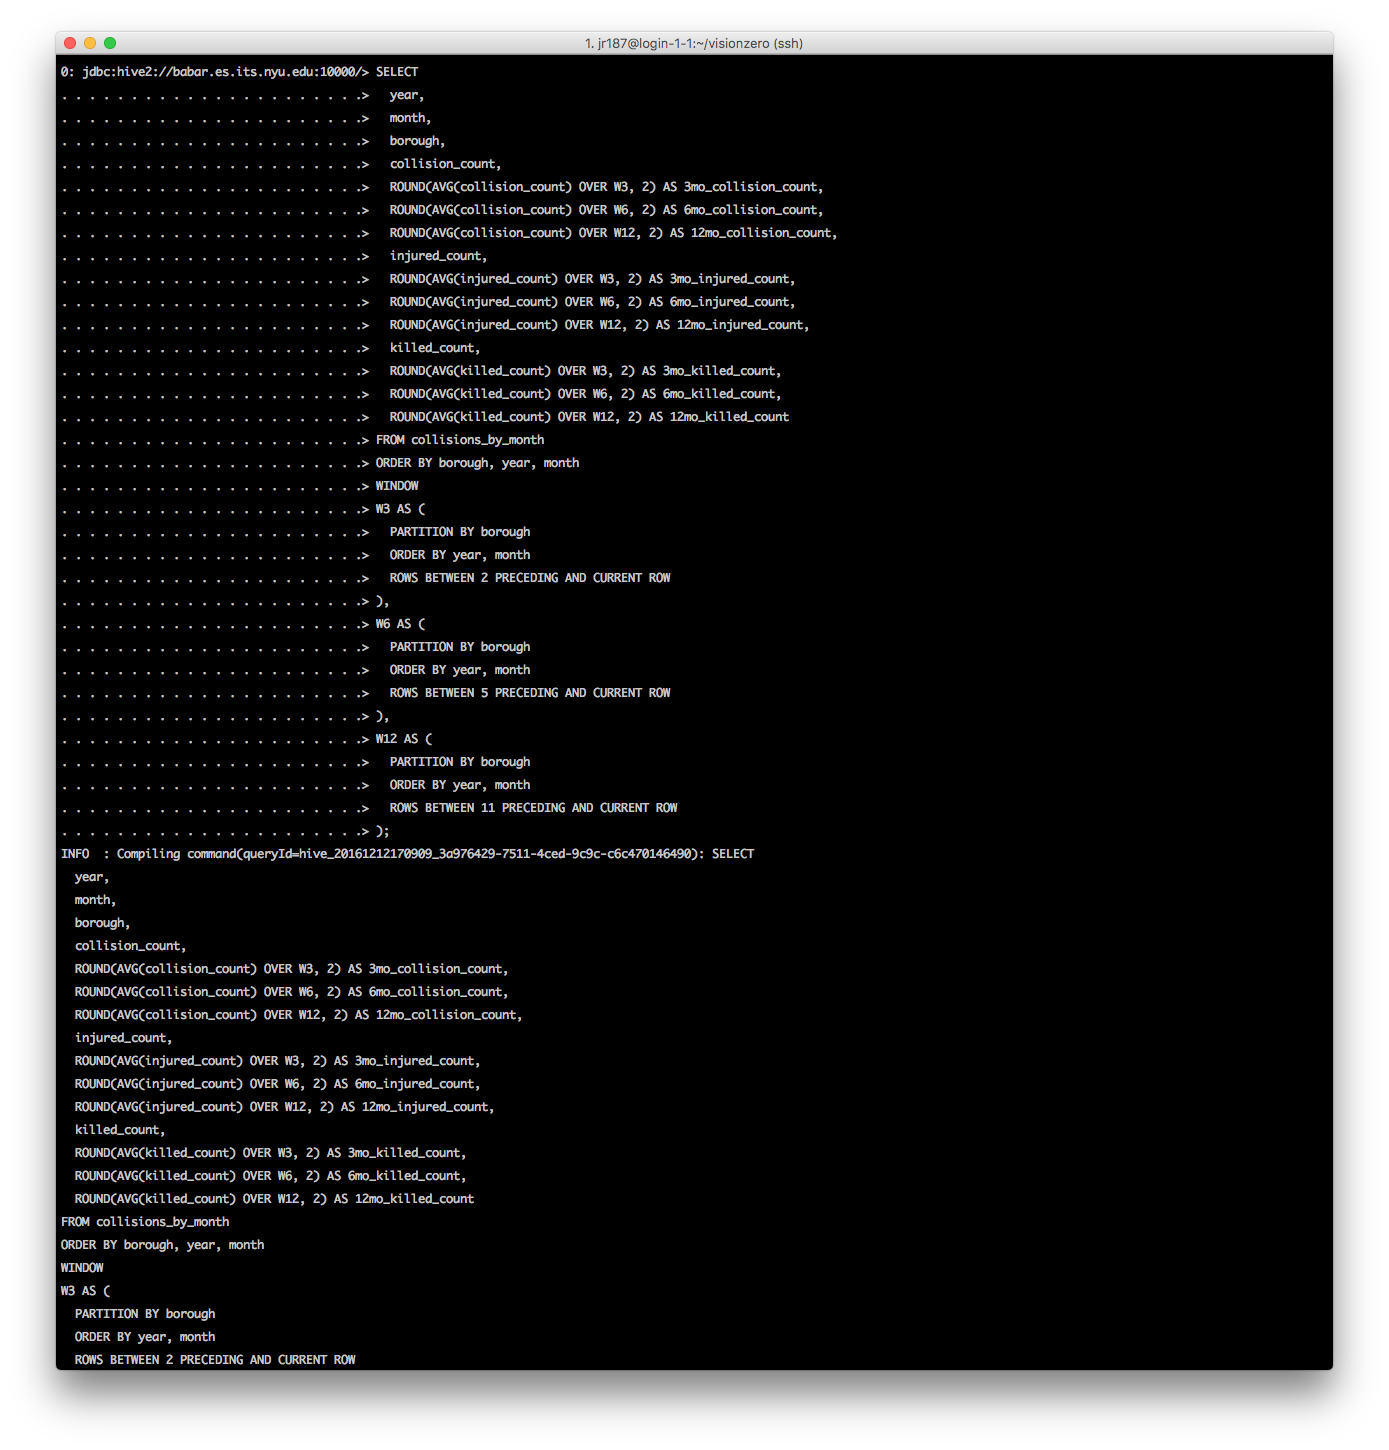 1. jr187@login-1-1:~/visionzero (ssh)
0: jdbc:hive2://babar.es.its.nyu.edu:10000/> SELECT
. . . . . . . . . . . . . . . . . . . . . .>   year,
. . . . . . . . . . . . . . . . . . . . . .>   month,
. . . . . . . . . . . . . . . . . . . . . .>   borough,
. . . . . . . . . . . . . . . . . . . . . .>   collision_count,
. . . . . . . . . . . . . . . . . . . . . .>   ROUND(AVG(collision_count) OVER W3, 2) AS 3mo_collision_count,
. . . . . . . . . . . . . . . . . . . . . .>   ROUND(AVG(collision_count) OVER W6, 2) AS 6mo_collision_count,
. . . . . . . . . . . . . . . . . . . . . .>   ROUND(AVG(collision_count) OVER W12, 2) AS 12mo_collision_count,
. . . . . . . . . . . . . . . . . . . . . .>   injured_count,
. . . . . . . . . . . . . . . . . . . . . .>   ROUND(AVG(injured_count) OVER W3, 2) AS 3mo_injured_count,
. . . . . . . . . . . . . . . . . . . . . .>   ROUND(AVG(injured_count) OVER W6, 2) AS 6mo_injured_count,
. . . . . . . . . . . . . . . . . . . . . .>   ROUND(AVG(injured_count) OVER W12, 2) AS 12mo_injured_count,
. . . . . . . . . . . . . . . . . . . . . .>   killed_count,
. . . . . . . . . . . . . . . . . . . . . .>   ROUND(AVG(killed_count) OVER W3, 2) AS 3mo_killed_count,
. . . . . . . . . . . . . . . . . . . . . .>   ROUND(AVG(killed_count) OVER W6, 2) AS 6mo_killed_count,
. . . . . . . . . . . . . . . . . . . . . .>   ROUND(AVG(killed_count) OVER W12, 2) AS 12mo_killed_count
. . . . . . . . . . . . . . . . . . . . . .> FROM collisions_by_month
. . . . . . . . . . . . . . . . . . . . . .> ORDER BY borough, year, month
. . . . . . . . . . . . . . . . . . . . . .> WINDOW
. . . . . . . . . . . . . . . . . . . . . .> W3 AS (
. . . . . . . . . . . . . . . . . . . . . .>   PARTITION BY borough
. . . . . . . . . . . . . . . . . . . . . .>   ORDER BY year, month
. . . . . . . . . . . . . . . . . . . . . .>   ROWS BETWEEN 2 PRECEDING AND CURRENT ROW
. . . . . . . . . . . . . . . . . . . . . .> ),
. . . . . . . . . . . . . . . . . . . . . .> W6 AS (
. . . . . . . . . . . . . . . . . . . . . .>   PARTITION BY borough
. . . . . . . . . . . . . . . . . . . . . .>   ORDER BY year, month
. . . . . . . . . . . . . . . . . . . . . .>   ROWS BETWEEN 5 PRECEDING AND CURRENT ROW
. . . . . . . . . . . . . . . . . . . . . .> ),
. . . . . . . . . . . . . . . . . . . . . .> W12 AS (
. . . . . . . . . . . . . . . . . . . . . .>   PARTITION BY borough
. . . . . . . . . . . . . . . . . . . . . .>   ORDER BY year, month
. . . . . . . . . . . . . . . . . . . . . .>   ROWS BETWEEN 11 PRECEDING AND CURRENT ROW
. . . . . . . . . . . . . . . . . . . . . .> );
INFO  : Compiling command(queryId=hive_20161212170909_3a976429-7511-4ced-9c9c-c6c470146490): SELECT
  year,
  month,
  borough,
  collision_count,
  ROUND(AVG(collision_count) OVER W3, 2) AS 3mo_collision_count,
  ROUND(AVG(collision_count) OVER W6, 2) AS 6mo_collision_count,
  ROUND(AVG(collision_count) OVER W12, 2) AS 12mo_collision_count,
  injured_count,
  ROUND(AVG(injured_count) OVER W3, 2) AS 3mo_injured_count,
  ROUND(AVG(injured_count) OVER W6, 2) AS 6mo_injured_count,
  ROUND(AVG(injured_count) OVER W12, 2) AS 12mo_injured_count,
  killed_count,
  ROUND(AVG(killed_count) OVER W3, 2) AS 3mo_killed_count,
  ROUND(AVG(killed_count) OVER W6, 2) AS 6mo_killed_count,
  ROUND(AVG(killed_count) OVER W12, 2) AS 12mo_killed_count
FROM collisions_by_month
ORDER BY borough, year, month
WINDOW
W3 AS (
  PARTITION BY borough
  ORDER BY year, month
  ROWS BETWEEN 2 PRECEDING AND CURRENT ROW